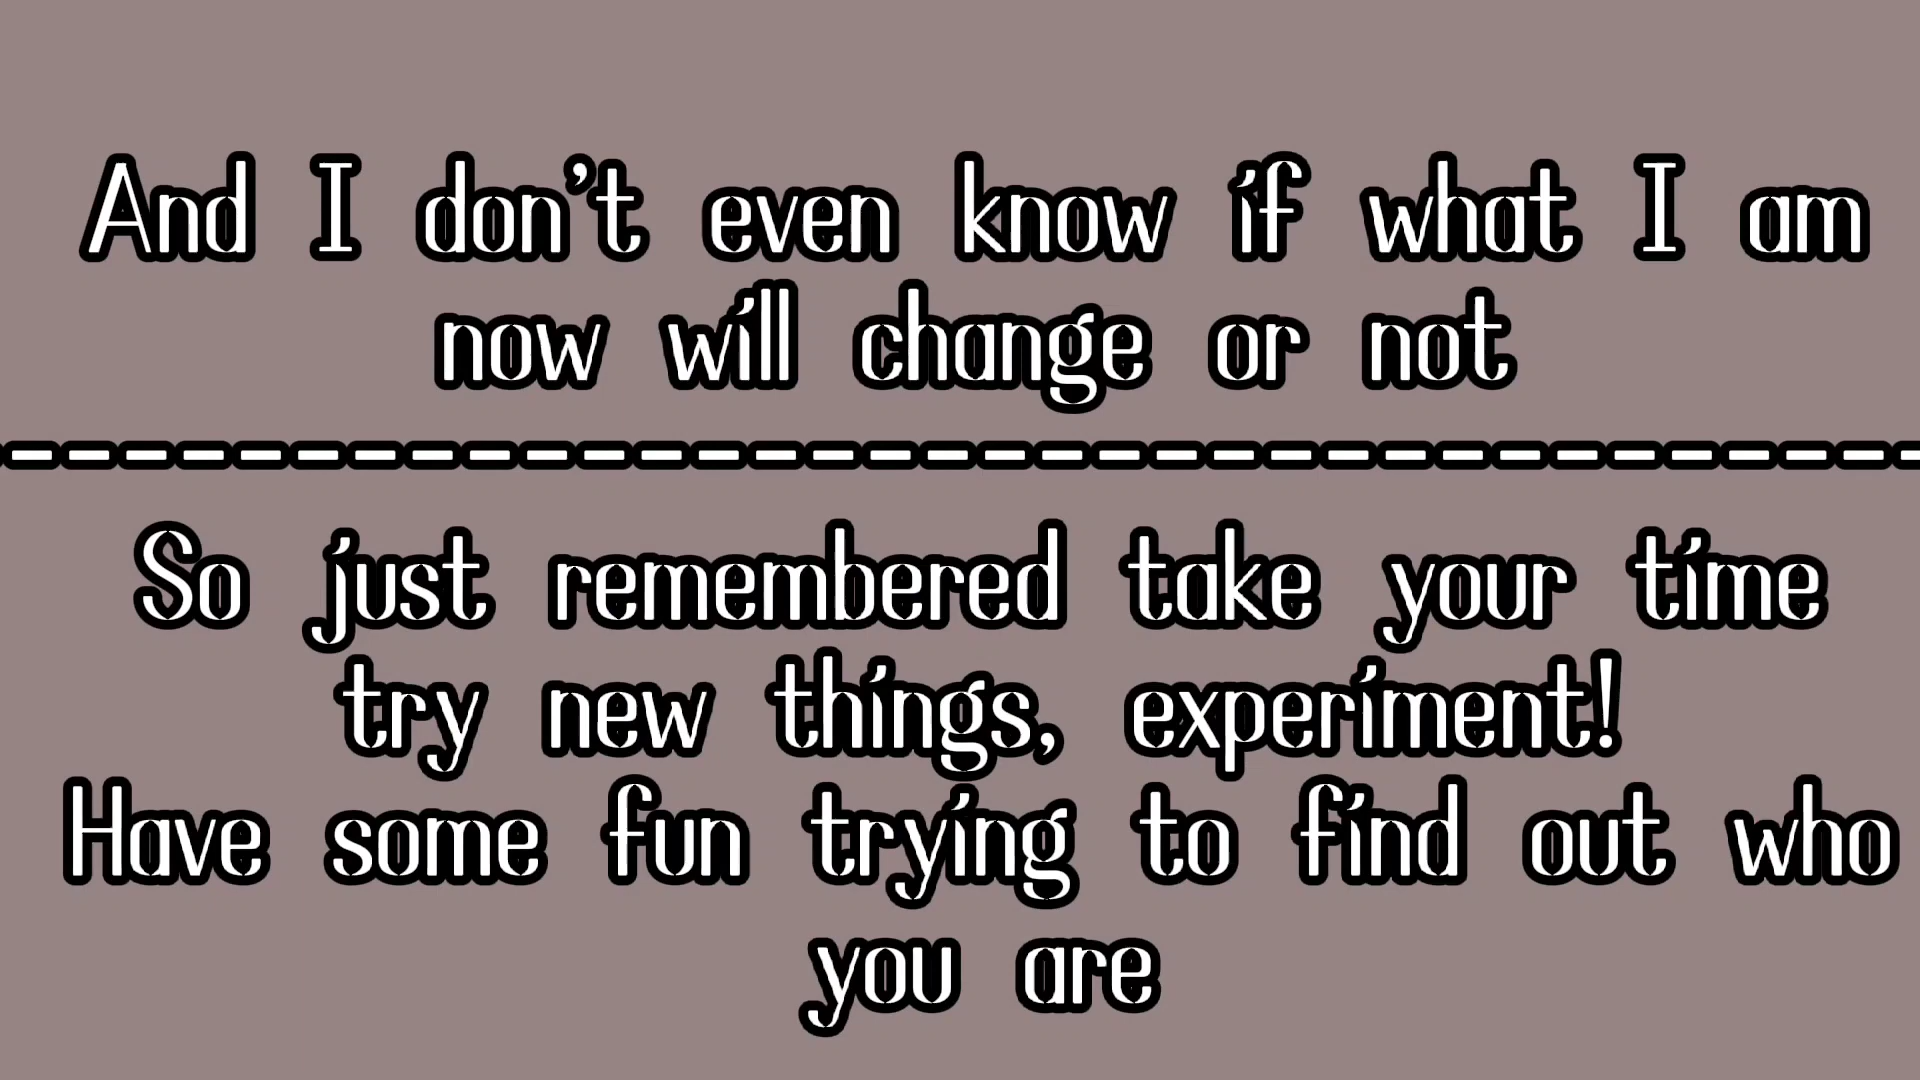 And I don't even know if what I am
now will change or not
So just remembered take your time
try new things, experiment!
Have some fun trying to find out who
you are